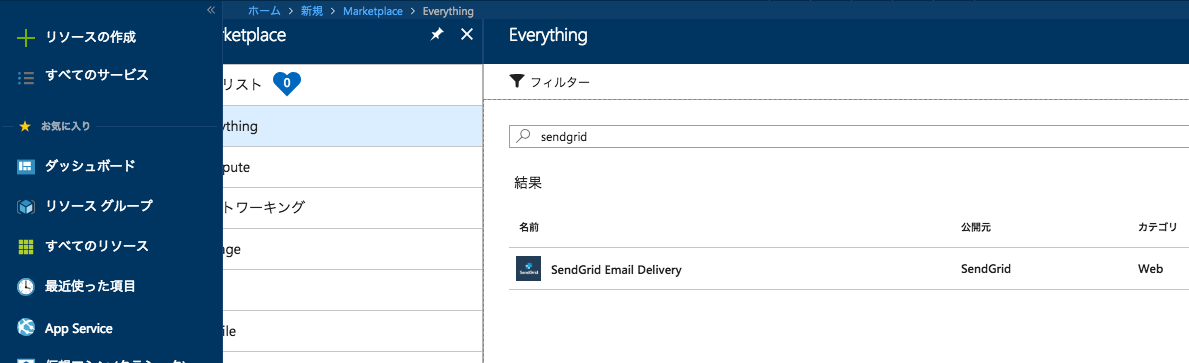 ホーム > 新規 > Marketplace > Everything
リソースの作成
すべてのサービス
お気に入り
ダッシュボード
リソース グループ
すべてのリソース
最近使った項目
App Service
ketplace
リスト 0
ything
pute
トワーキング
age
ile
Everything
フィルター
sendgrid
結果
名前 公開元 カテゴリ
SendGrid Email Delivery SendGrid Web